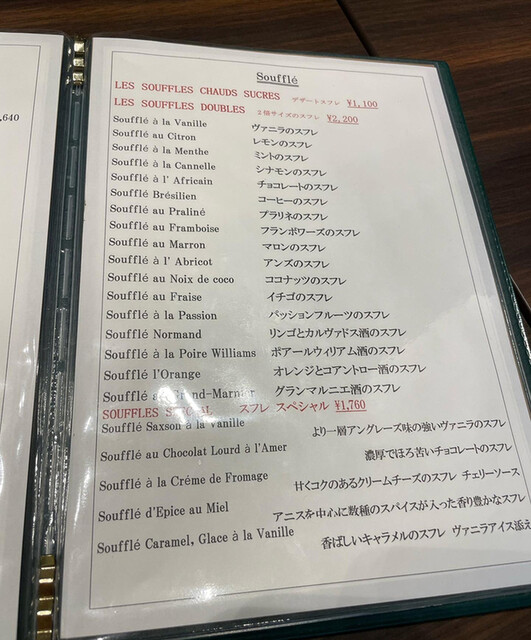 ,640
Soufflé
LES SOUFFLES CHAUDS SUCRES デザートスフレ ¥1,100
LES SOUFFLES DOUBLES 2倍サイズのスフレ ¥2,200
Soufflé à la Vanille ヴァニラのスフレ
Soufflé au Citron レモンのスフレ
Soufflé à la Menthe ミントのスフレ
Soufflé à la Cannelle シナモンのスフレ
Soufflé à l' Africain チョコレートのスフレ
Soufflé Brésilien コーヒーのスフレ
Soufflé au Praliné プラリネのスフレ
Soufflé au Framboise フランボワーズのスフレ
Soufflé au Marron マロンのスフレ
Soufflé à l' Abricot アンズのスフレ
Soufflé au Noix de coco ココナッツのスフレ
Soufflé au Fraise イチゴのスフレ
Soufflé à la Passion パッションフルーツのスフレ
Soufflé Normand リンゴとカルヴァドス酒のスフレ
Soufflé à la Poire Williams ポアールウィリアム酒のスフレ
Soufflé l'Orange オレンジとコアントロー酒のスフレ
Soufflé au Grand-Marnier グランマルニエ酒のスフレ
SOUFFLES SPECIAL スフレ スペシャル ¥1,760
Soufflé Saxson à la Vanille より一層アングレーズ味の強いヴァニラのスフレ
Soufflé au Chocolat Lourd à l'Amer 濃厚でほろ苦いチョコレートのスフレ
Soufflé à la Créme de Fromage 甘くコクのあるクリームチーズのスフレ チェリーソース
Soufflé d'Epice au Miel アニスを中心に数種のスパイスが入った香り豊かなスフレ
Soufflé Caramel, Glace à la Vanille 香ばしいキャラメルのスフレ ヴァニラアイス添え